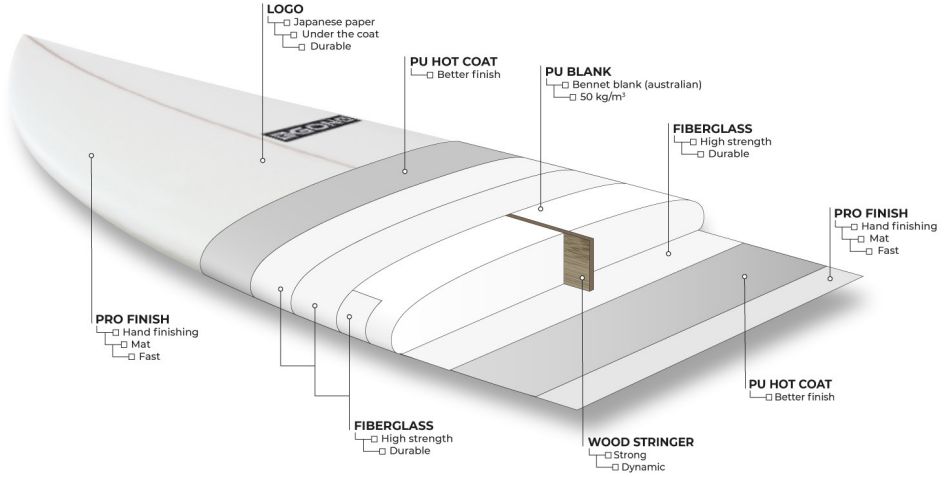 LOGO
Japanese paper
Under the coat
Durable
PU HOT COAT
Better finish
PU BLANK
Bennet blank (australian)
50 kg/m³
FIBERGLASS
High strength
Durable
PRO FINISH
Hand finishing
Mat
Fast
PRO FINISH
Hand finishing
Mat
Fast
PU HOT COAT
Better finish
FIBERGLASS
High strength
Durable
WOOD STRINGER
Strong
Dynamic